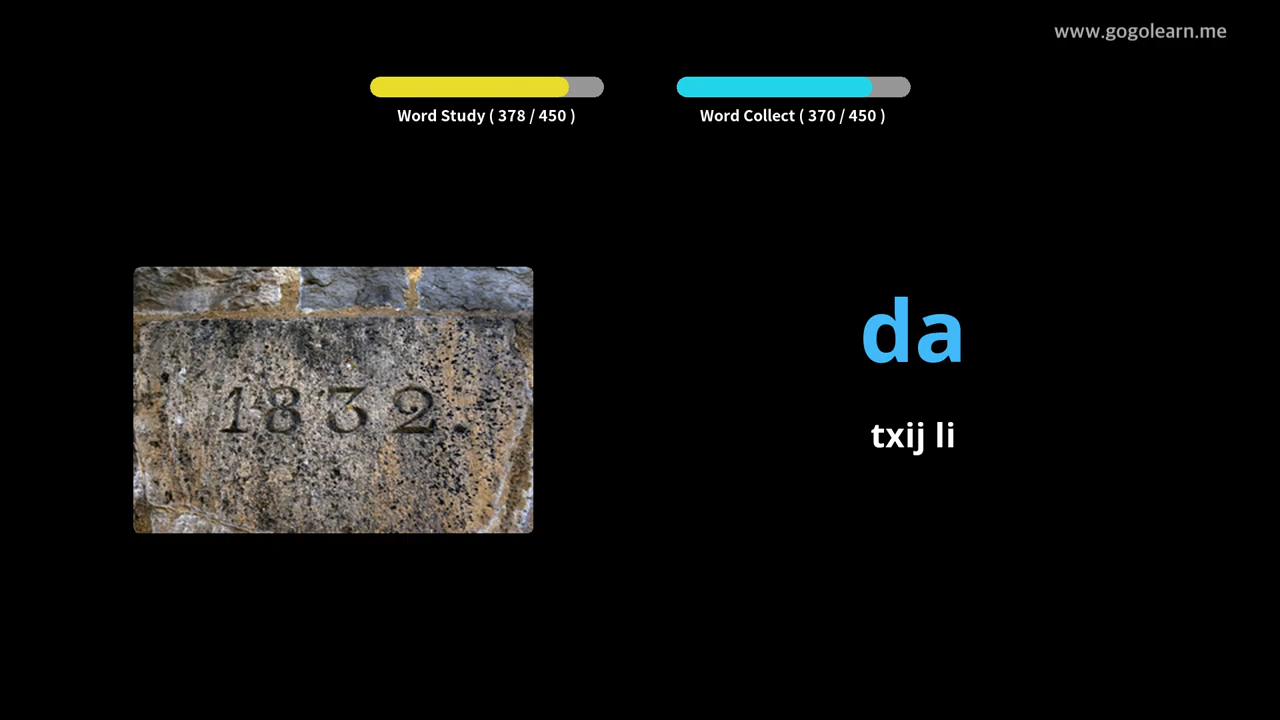 www.gogolearn.me
Word Study ( 378 / 450 )
Word Collect ( 370 / 450 )
da
txij li
1832.